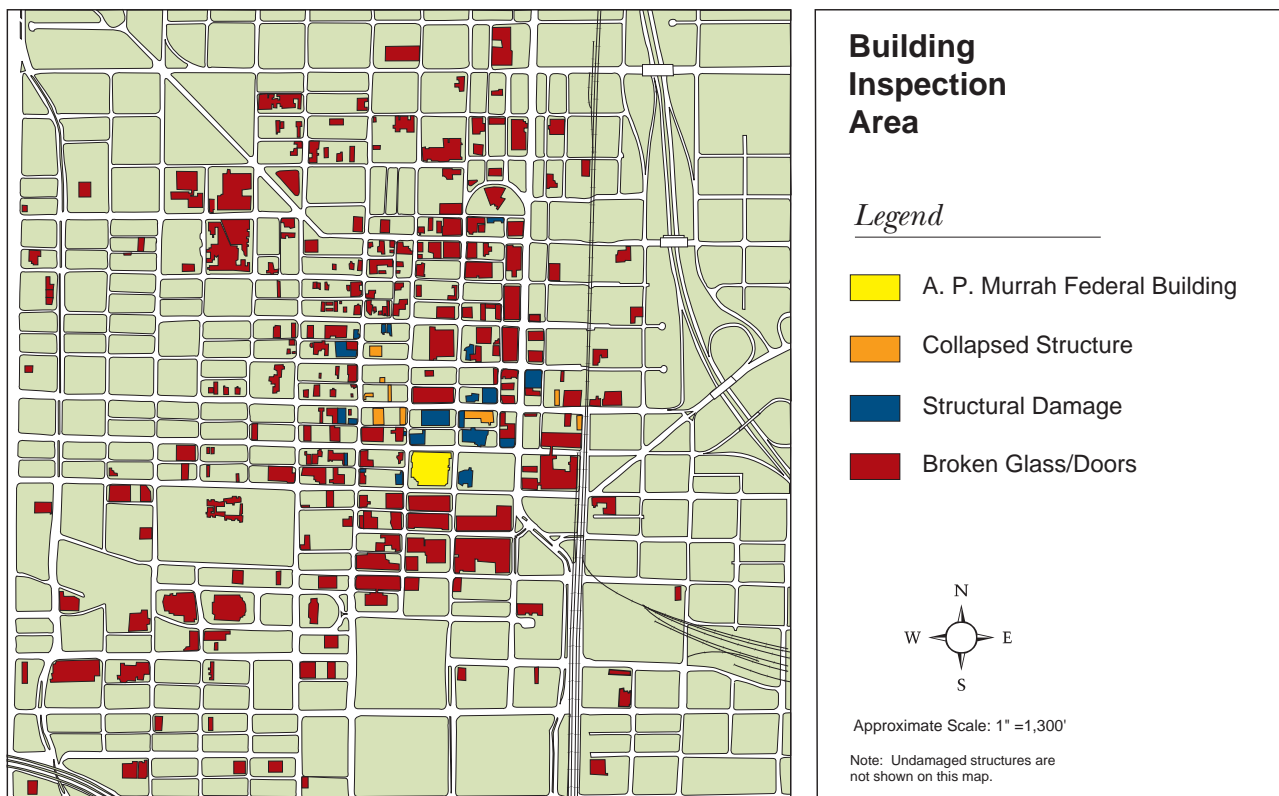 Building
Inspection
Area
Legend
A. P. Murrah Federal Building
Collapsed Structure
Structural Damage
Broken Glass/Doors
N
W E
S
Approximate Scale: 1" =1,300'
Note: Undamaged structures are
not shown on this map.